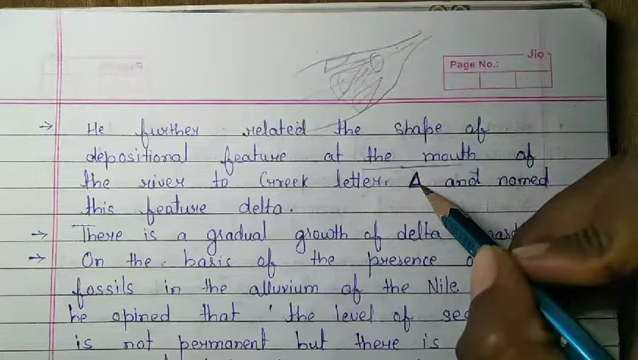 Jio
Page No.:
→ He further related the shape of
depositional feature at the mouth of
the river to Greek letter Δ and named
this feature delta.
→ There is a gradual growth of delta
→ On the basis of the presence
fossils in the alluvium of the Nile
he opined that 'the level of
is not permanent but there is